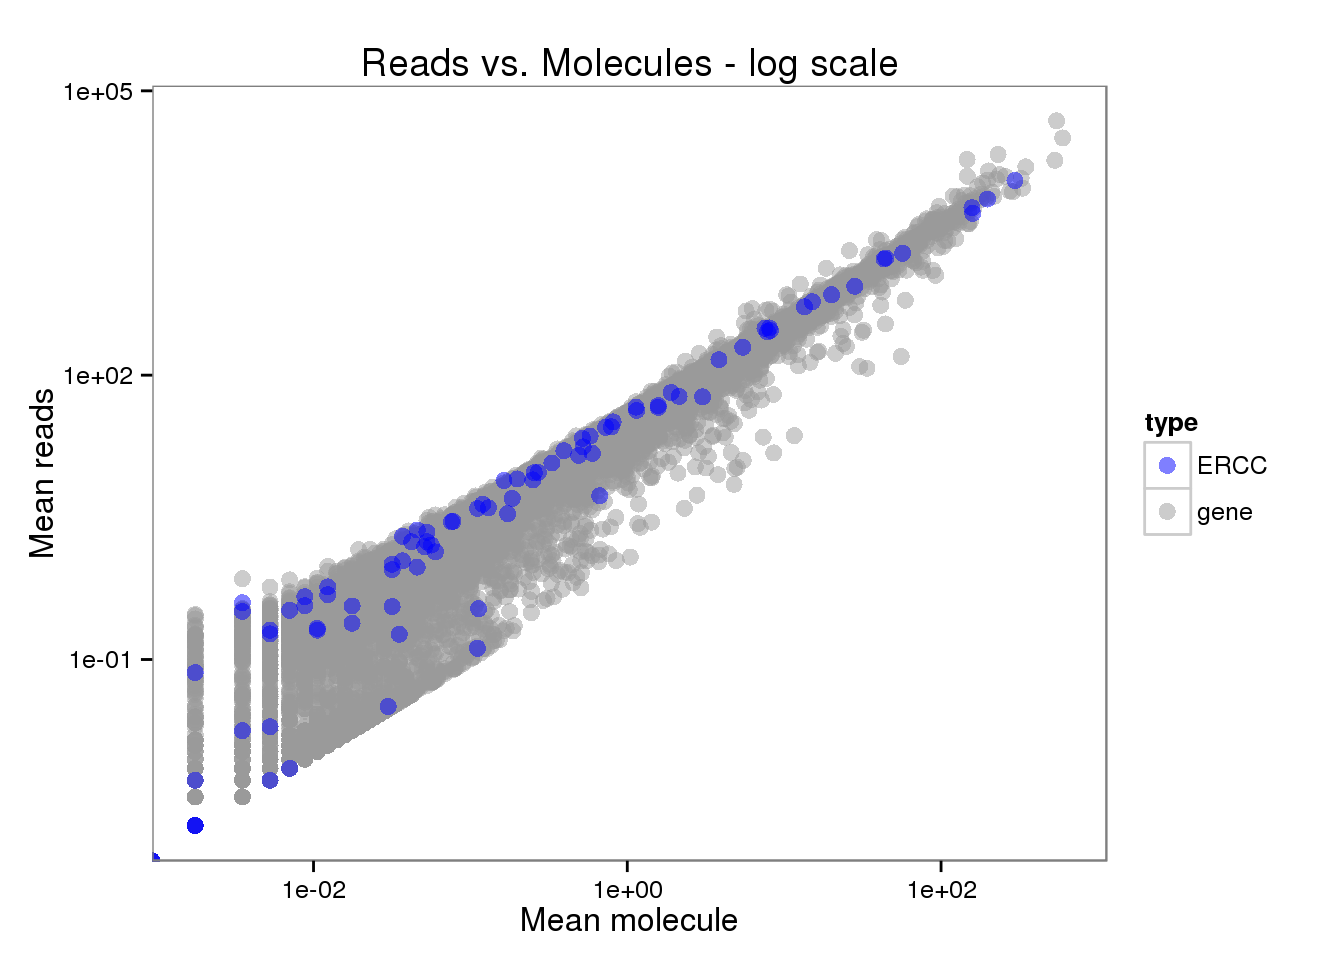 Reads vs. Molecules - log scale
1e+05
1e+02
1e-01
Mean reads
1e-02
1e+00
1e+02
Mean molecule
type
ERCC
gene